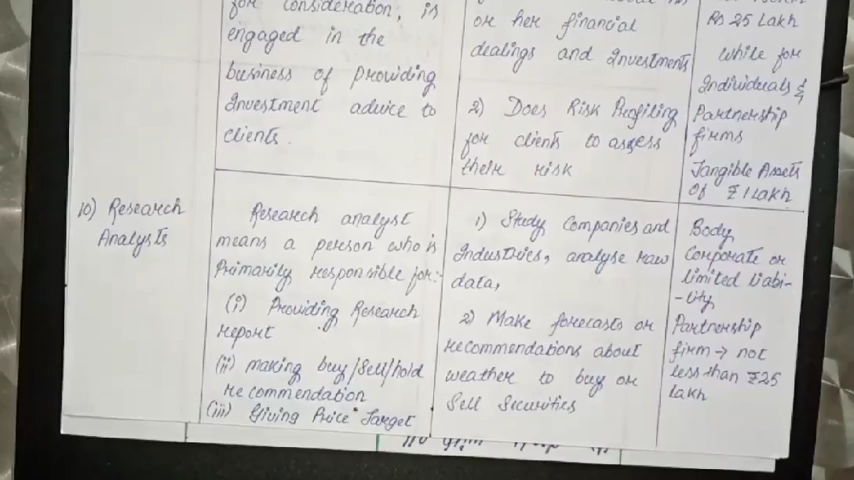 for consideration, is
engaged in the
business of providing
Investment advice to
clients.
or her financial
dealings and Investments
2) Does Risk Profiling
for clients to assess
their risk
Rs 25 Lakh
while for
Individuals &
Partnership
firms
Tangible Assets
of ₹1 Lakh
10) Research
Analysts
Research analyst
means a person who is
Primarily responsible for:-
(i) Providing Research
report
(ii) making buy/sell/hold
recommendation
(iii) Giving Price Target
1) Study Companies and
Industries, analyse raw
data,
2) Make forecasts or
recommendations about
weather to buy or
Sell Securities
Body
Corporate or
limited liabi-
-lity
Partnership
firm → not
less than ₹25
lakh